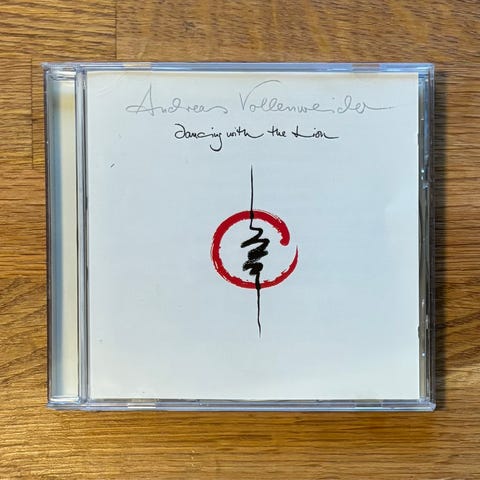 Andreas Vollenweider
Dancing with the Lion